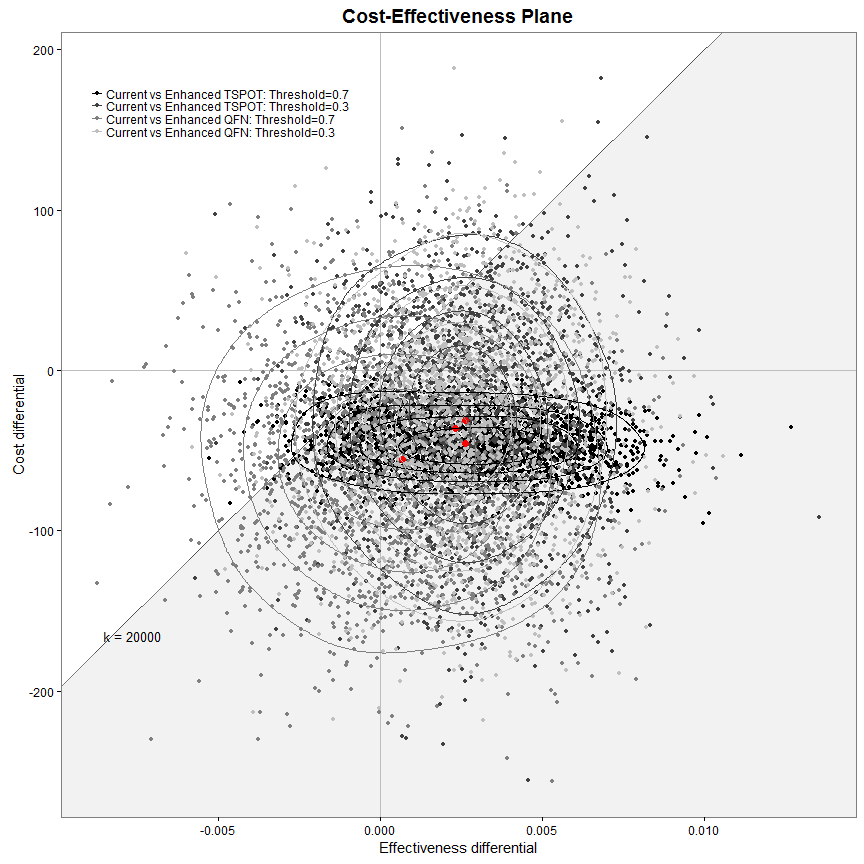 Cost-Effectiveness Plane
200
Current vs Enhanced TSPOT: Threshold=0.7
Current vs Enhanced TSPOT: Threshold=0.3
Current vs Enhanced QFN: Threshold=0.7
Current vs Enhanced QFN: Threshold=0.3
100
0
Cost differential
-100
k = 20000
-200
-0.005 0.000 0.005 0.010
Effectiveness differential